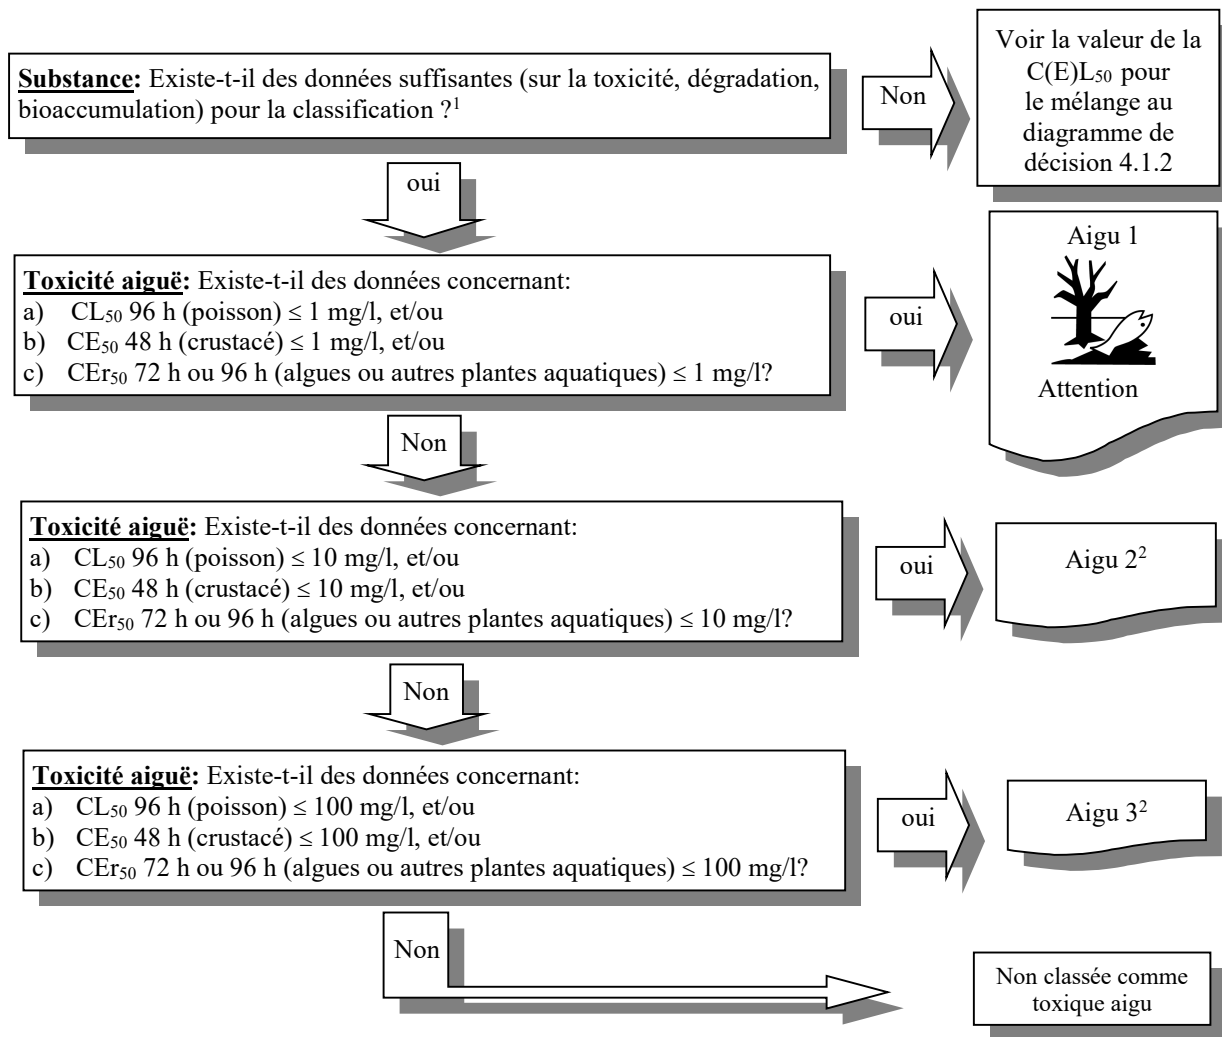 Substance: Existe-t-il des données suffisantes (sur la toxicité, dégradation,
bioaccumulation) pour la classification ?¹
Non
Voir la valeur de la
C(E)L₅₀ pour
le mélange au
diagramme de
décision 4.1.2
oui
Toxicité aiguë: Existe-t-il des données concernant:
a) CL₅₀ 96 h (poisson) ≤ 1 mg/l, et/ou
b) CE₅₀ 48 h (crustacé) ≤ 1 mg/l, et/ou
c) CEr₅₀ 72 h ou 96 h (algues ou autres plantes aquatiques) ≤ 1 mg/l?
oui
Aigu 1
Attention
Non
Toxicité aiguë: Existe-t-il des données concernant:
a) CL₅₀ 96 h (poisson) ≤ 10 mg/l, et/ou
b) CE₅₀ 48 h (crustacé) ≤ 10 mg/l, et/ou
c) CEr₅₀ 72 h ou 96 h (algues ou autres plantes aquatiques) ≤ 10 mg/l?
oui
Aigu 2²
Non
Toxicité aiguë: Existe-t-il des données concernant:
a) CL₅₀ 96 h (poisson) ≤ 100 mg/l, et/ou
b) CE₅₀ 48 h (crustacé) ≤ 100 mg/l, et/ou
c) CEr₅₀ 72 h ou 96 h (algues ou autres plantes aquatiques) ≤ 100 mg/l?
oui
Aigu 3²
Non
Non classée comme
toxique aigu